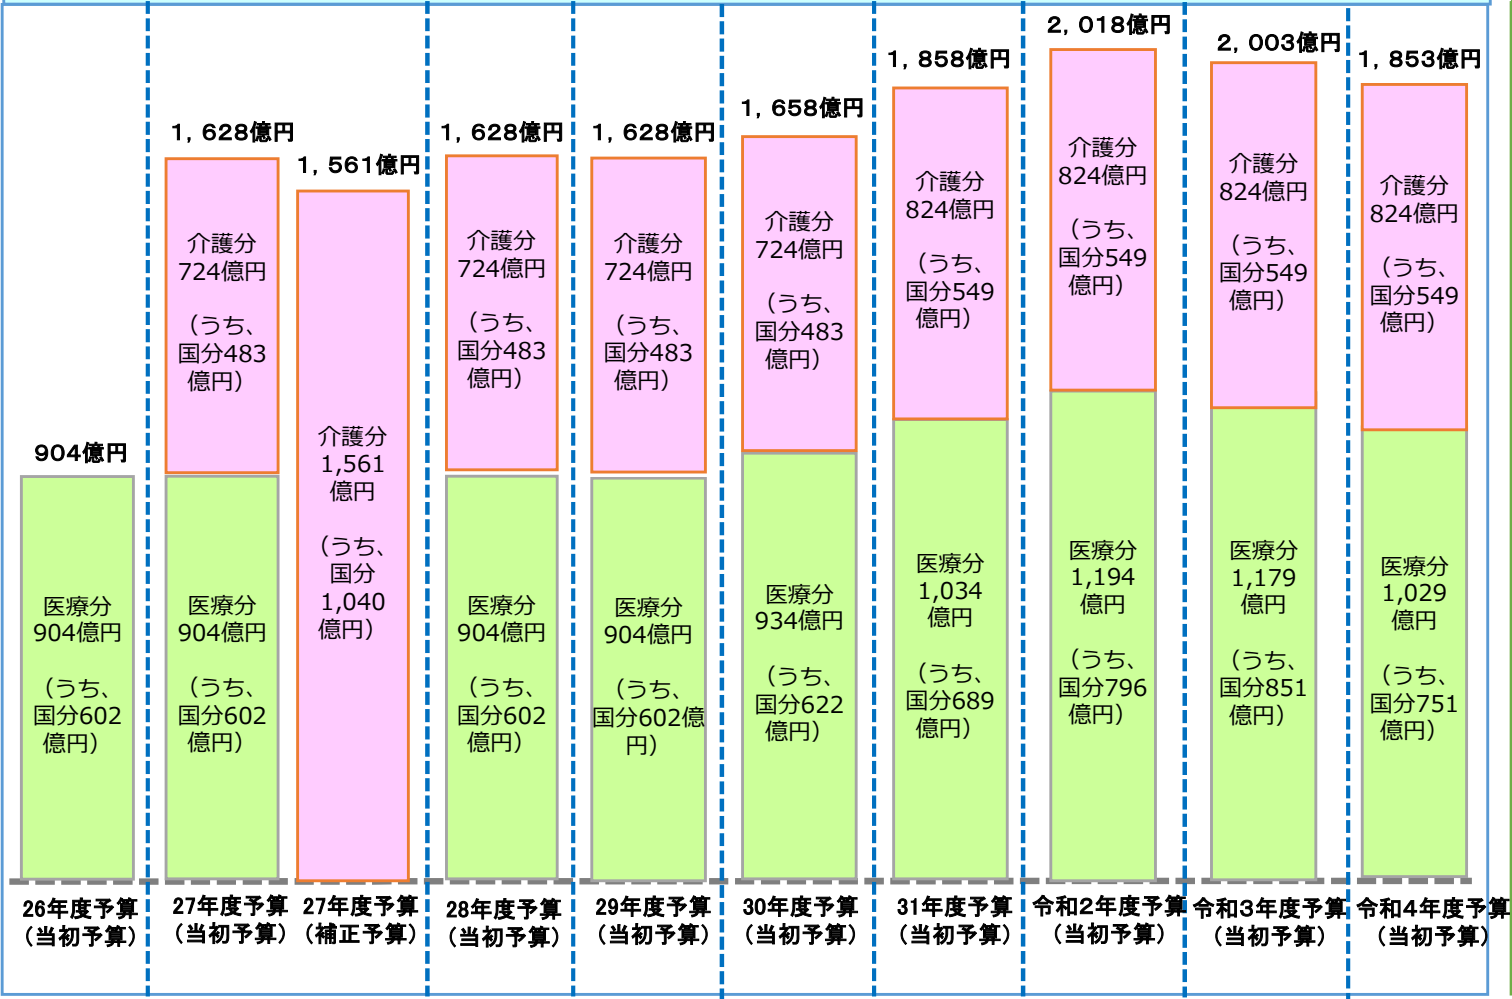 904億円
医療分
904億円
（うち、
国分602
億円）
26年度予算
（当初予算）
1，628億円
介護分
724億円
（うち、
国分483
億円）
医療分
904億円
（うち、
国分602
億円）
27年度予算
（当初予算）
1，561億円
介護分
1,561
億円
（うち、
国分
1,040
億円）
27年度予算
（補正予算）
1，628億円
介護分
724億円
（うち、
国分483
億円）
医療分
904億円
（うち、
国分602
億円）
28年度予算
（当初予算）
1，628億円
介護分
724億円
（うち、
国分483
億円）
医療分
904億円
（うち、
国分602億
円）
29年度予算
（当初予算）
1，658億円
介護分
724億円
（うち、
国分483
億円）
医療分
934億円
（うち、
国分622
億円）
30年度予算
（当初予算）
1，858億円
介護分
824億円
（うち、
国分549
億円）
医療分
1,034
億円
（うち、
国分689
億円）
31年度予算
（当初予算）
2，018億円
介護分
824億円
（うち、
国分549
億円）
医療分
1,194
億円
（うち、
国分796
億円）
令和2年度予算
（当初予算）
2，003億円
介護分
824億円
（うち、
国分549
億円）
医療分
1,179
億円
（うち、
国分851
億円）
令和3年度予算
（当初予算）
1，853億円
介護分
824億円
（うち、
国分549
億円）
医療分
1,029
億円
（うち、
国分751
億円）
令和4年度予算
（当初予算）